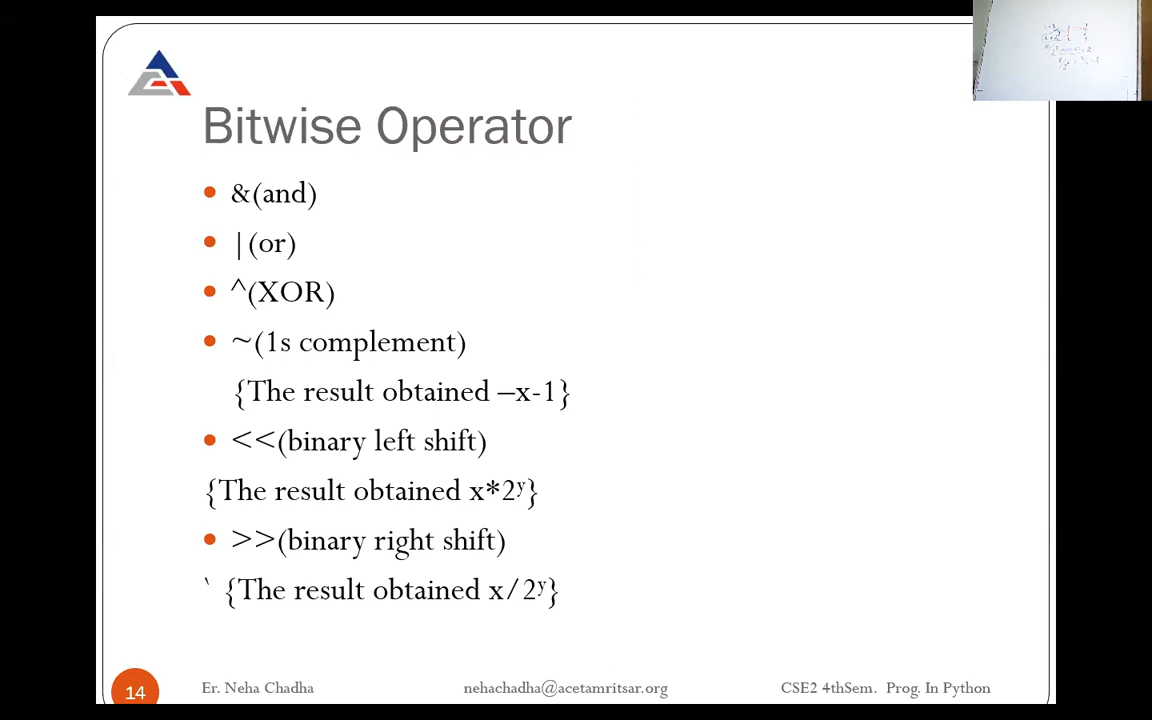 Bitwise Operator
&(and)
|(or)
^(XOR)
~(1s complement)
{The result obtained –x-1}
<<(binary left shift)
{The result obtained x*2ʸ}
>>(binary right shift)
` {The result obtained x/2ʸ}
14
Er. Neha Chadha
nehachadha@acetamritsar.org
CSE2 4thSem. Prog. In Python